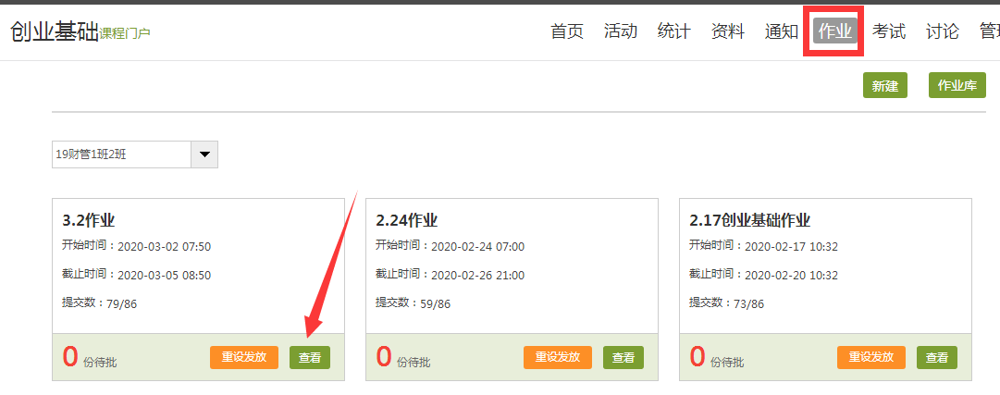 创业基础课程门户
首页 活动 统计 资料 通知 作业 考试 讨论
新建 作业库
19财管1班2班
3.2作业
开始时间：2020-03-02 07:50
截止时间：2020-03-05 08:50
提交数：79/86
0 份待批 重设发放 查看
2.24作业
开始时间：2020-02-24 07:00
截止时间：2020-02-26 21:00
提交数：59/86
0 份待批 重设发放 查看
2.17创业基础作业
开始时间：2020-02-17 10:32
截止时间：2020-02-20 10:32
提交数：73/86
0 份待批 重设发放 查看